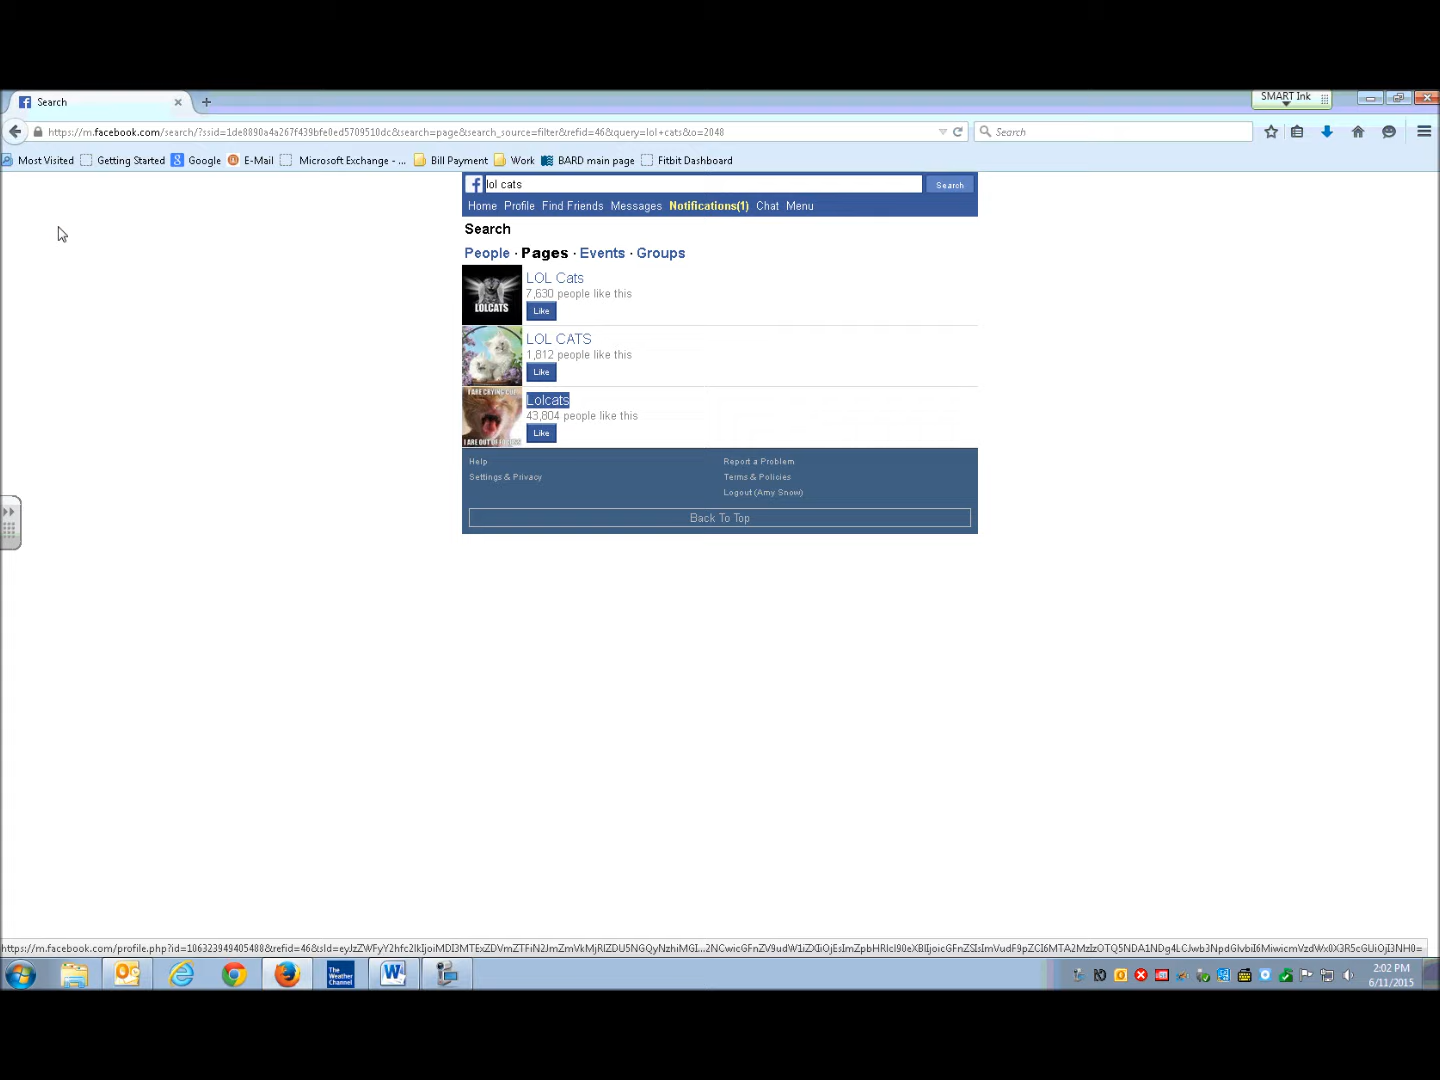 Search
SMART Ink
https://m.facebook.com/search/?ssid=1de8890a4a267f439bfe0ed5709510dc&search=page&search_source=filter&refid=46&query=lol+cats&o=2048
Search
Most Visited Getting Started Google E-Mail Microsoft Exchange - ... Bill Payment Work BARD main page Fitbit Dashboard
lol cats Search
Home Profile Find Friends Messages Notifications(1) Chat Menu
Search
People · Pages · Events · Groups
LOLCATS
LOL Cats
7,630 people like this
Like
LOL CATS
1,812 people like this
Like
Lolcats
43,804 people like this
Like
Help Report a Problem
Settings & Privacy Terms & Policies
Logout (Amy Snow)
Back To Top
The Weather Channel
2:02 PM
6/11/2015